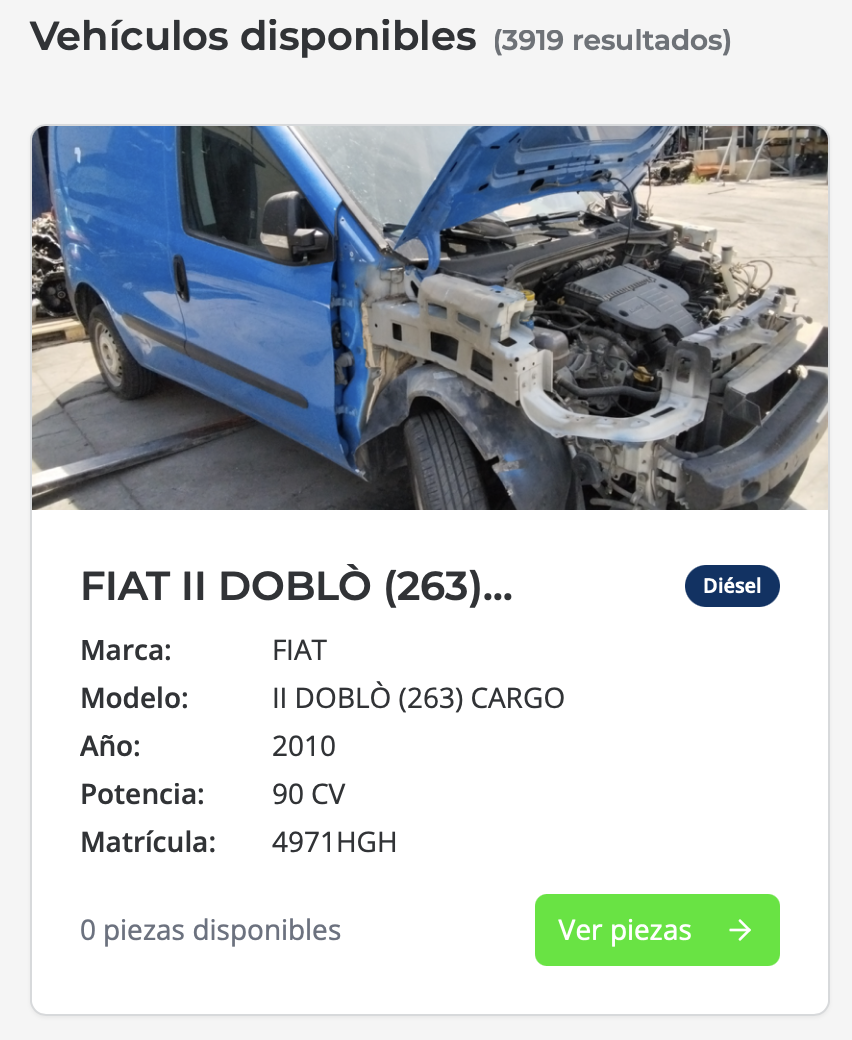 Vehículos disponibles (3919 resultados)
FIAT II DOBLÒ (263)...
Diésel
Marca: FIAT
Modelo: II DOBLÒ (263) CARGO
Año: 2010
Potencia: 90 CV
Matrícula: 4971HGH
0 piezas disponibles
Ver piezas →